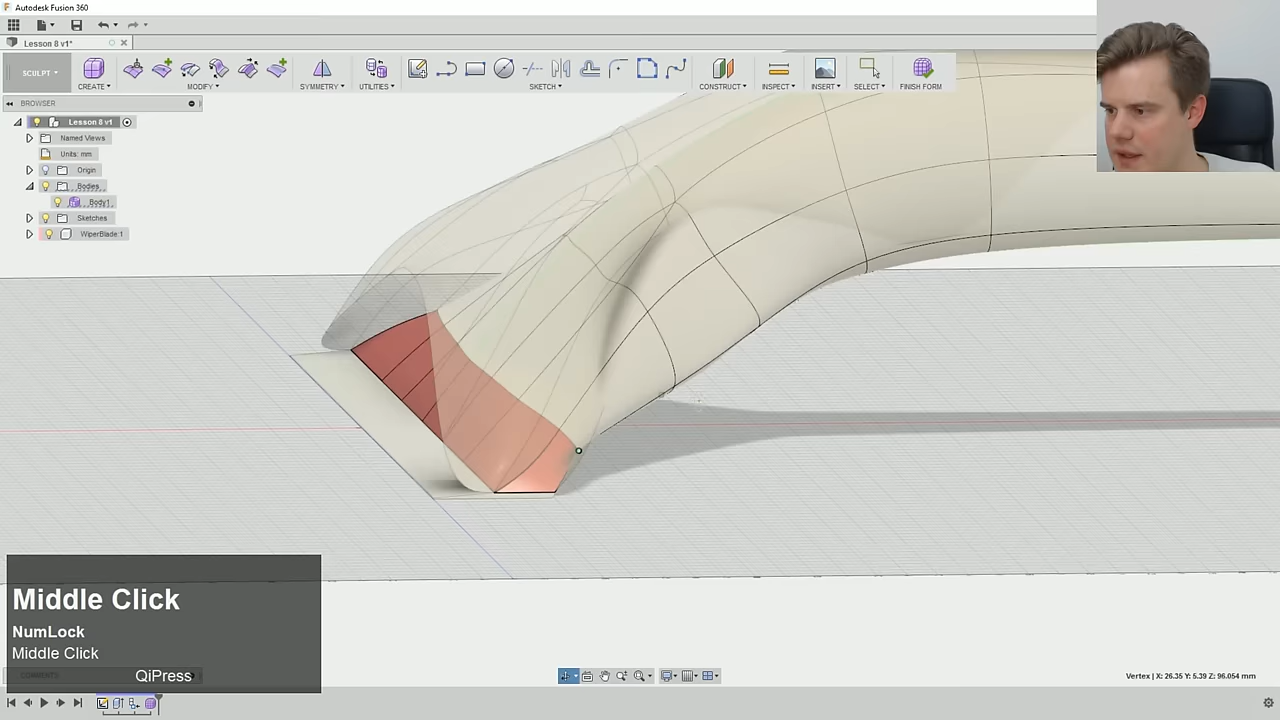 Autodesk Fusion 360
Lesson 8 v1*
SCULPT
CREATE
MODIFY
SYMMETRY
UTILITIES
SKETCH
CONSTRUCT
INSPECT
INSERT
SELECT
FINISH FORM
BROWSER
Lesson 8 v1
Named Views
Units: mm
Origin
Bodies
Body1
Sketches
WiperBlade:1
Middle Click
NumLock
Middle Click
COMMENTS
QiPress
Vertex | X: 26.35 Y: 5.39 Z: 96.054 mm